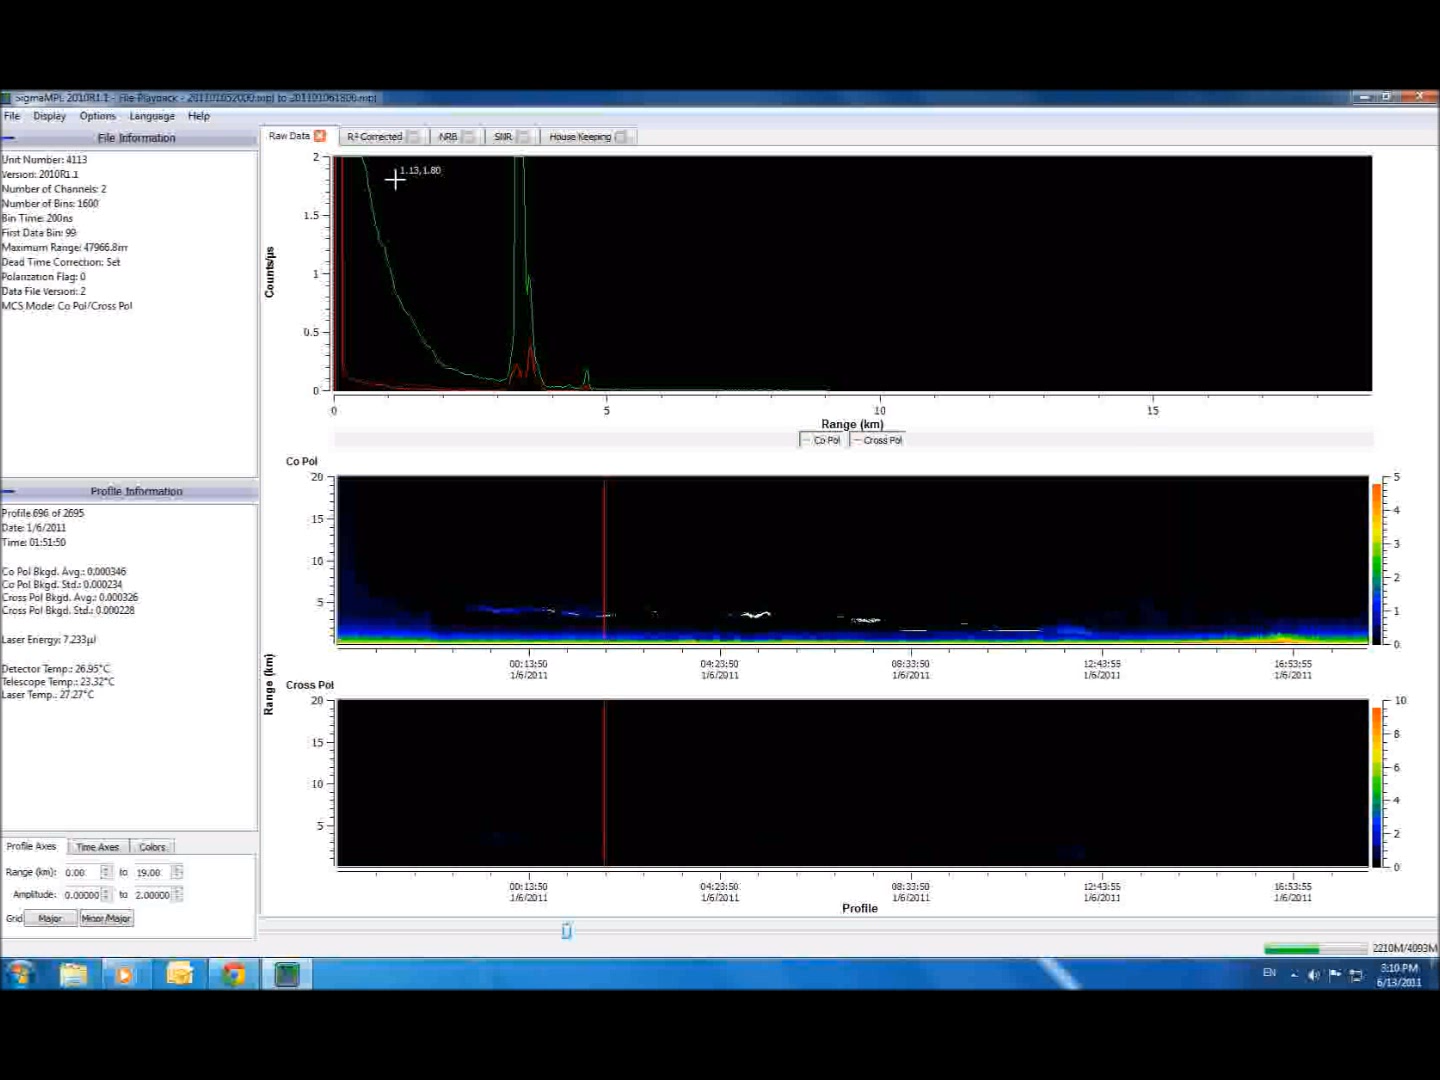 SigmaMPL 2010R1.1 - File Playback - 201101052000.mpl to 201101061806.mpl
File Display Options Language Help
File Information
Unit Number: 4113
Version: 2010R1.1
Number of Channels: 2
Number of Bins: 1600
Bin Time: 200ns
First Data Bin: 99
Maximum Range: 47966.8m
Dead Time Correction: Set
Polarization Flag: 0
Data File Version: 2
MCS Mode: Co Pol/Cross Pol
Profile Information
Profile 696 of 2695
Date: 1/6/2011
Time: 01:51:50
Co Pol Bkgd. Avg.: 0.000346
Co Pol Bkgd. Std.: 0.000234
Cross Pol Bkgd. Avg.: 0.000326
Cross Pol Bkgd. Std.: 0.000228
Laser Energy: 7.233µJ
Detector Temp.: 26.95°C
Telescope Temp.: 23.32°C
Laser Temp.: 27.27°C
Profile Axes Time Axes Colors
Range (km): 0.00 to 19.00
Amplitude: 0.00000 to 2.00000
Grid Major Minor/Major
Raw Data R² Corrected NRB SNR House Keeping
2
1.5
1
0.5
0
Counts/µs
1.13,1.80
0 5 10 15
Range (km)
Co Pol Cross Pol
Co Pol
20
15
10
5
5
4
3
2
1
0
00:13:50 04:23:50 08:33:50 12:43:55 16:53:55
1/6/2011 1/6/2011 1/6/2011 1/6/2011 1/6/2011
Range (km)
Cross Pol
20
15
10
5
10
8
6
4
2
0
00:13:50 04:23:50 08:33:50 12:43:55 16:53:55
1/6/2011 1/6/2011 1/6/2011 1/6/2011 1/6/2011
Profile
2210M/4093M
EN
3:10 PM
6/13/2011